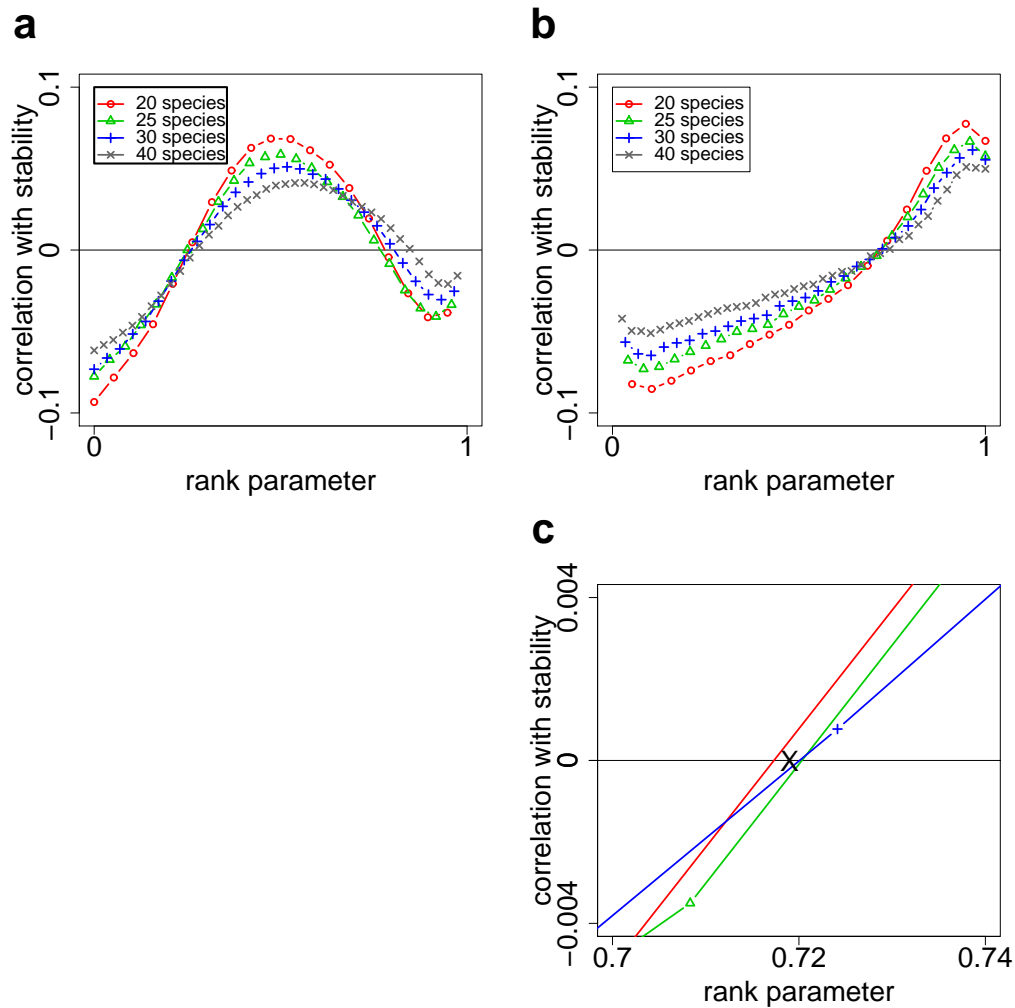 a
correlation with stability
0.1
0
−0.1
20 species
25 species
30 species
40 species
0
1
rank parameter
b
correlation with stability
0.1
0
−0.1
20 species
25 species
30 species
40 species
0
1
rank parameter
c
correlation with stability
0.004
0
−0.004
X
0.7
0.72
0.74
rank parameter